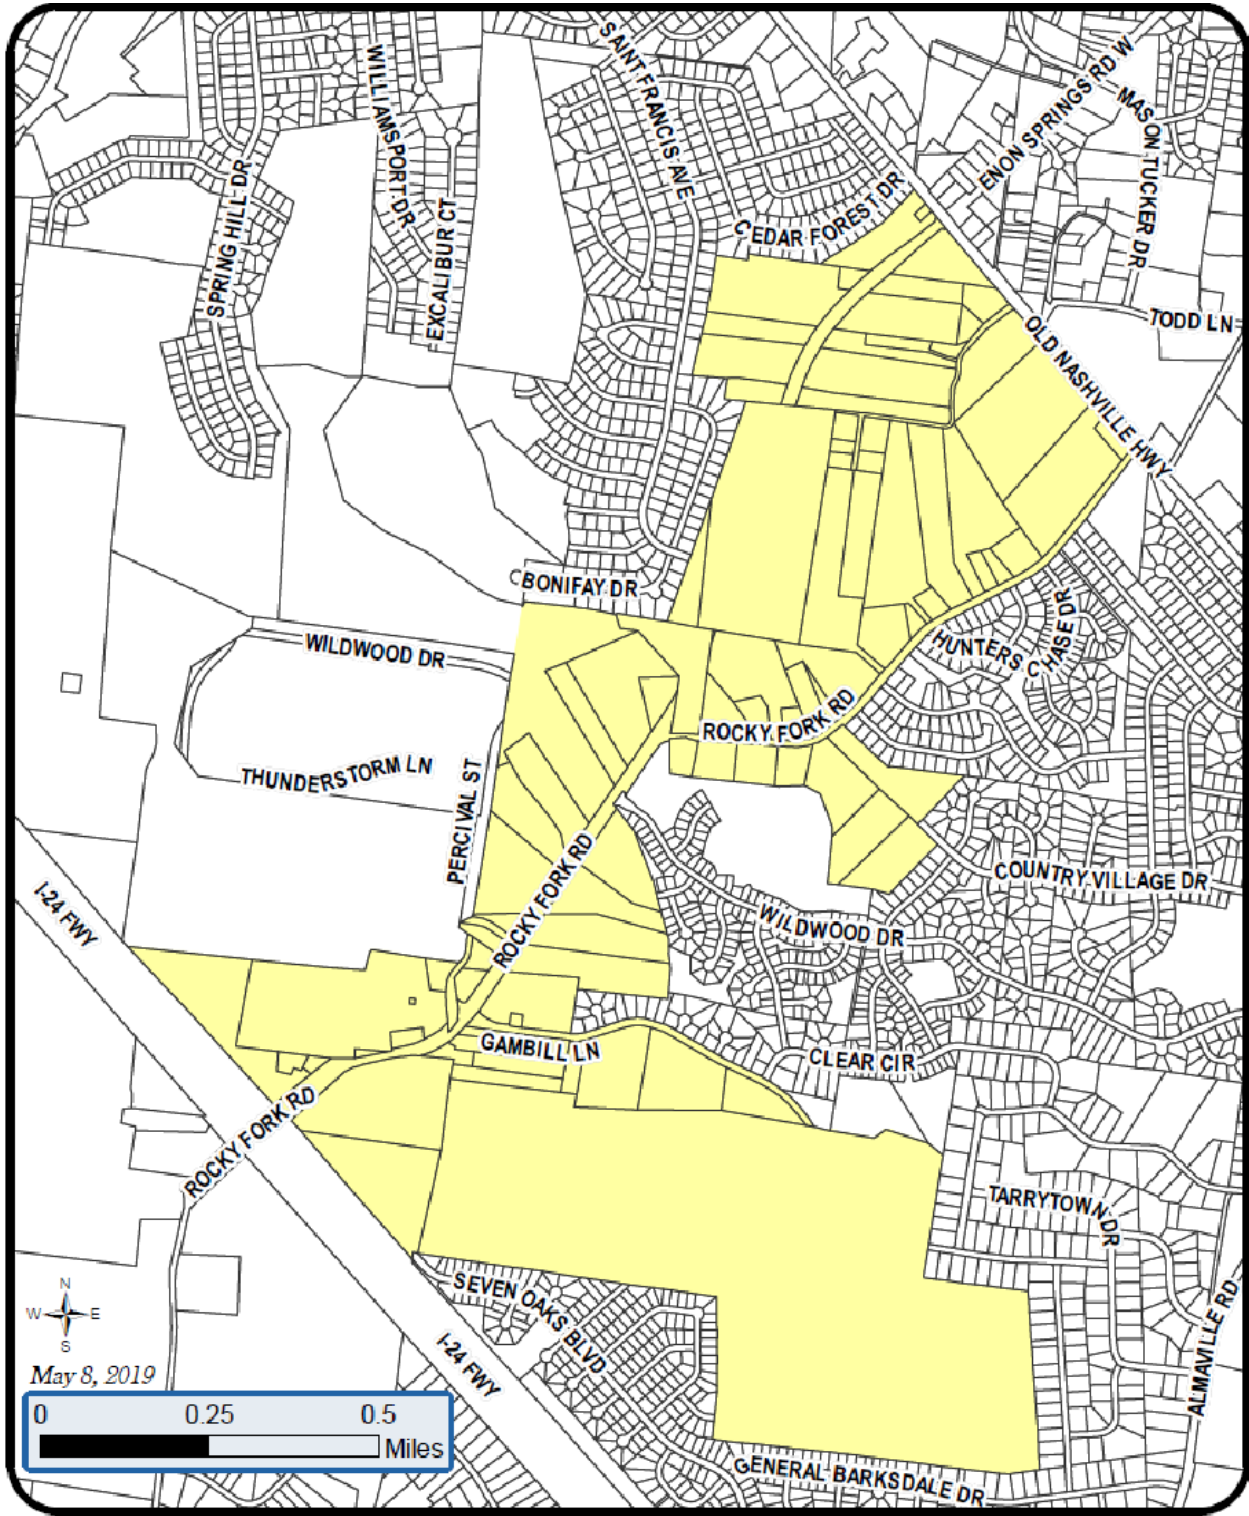 SAINT FRANCIS AVE
WILLIAMSPORT DR
ENON SPRINGS RD W
MASON TUCKER DR
SPRING HILL DR
EXCALIBUR CT
CEDAR FOREST DR
TODD LN
OLD NASHVILLE HWY
BONIFAY DR
HUNTERS CHASE DR
WILDWOOD DR
ROCKY FORK RD
THUNDERSTORM LN
PERCIVAL ST
ROCKY FORK RD
COUNTRY VILLAGE DR
I-24 FWY
WILDWOOD DR
GAMBILL LN
CLEAR CIR
ROCKY FORK RD
TARRYTOWN DR
SEVEN OAKS BLVD
ALMAVILLE RD
I-24 FWY
GENERAL BARKSDALE DR
N
W E
S
May 8, 2019
0 0.25 0.5
Miles